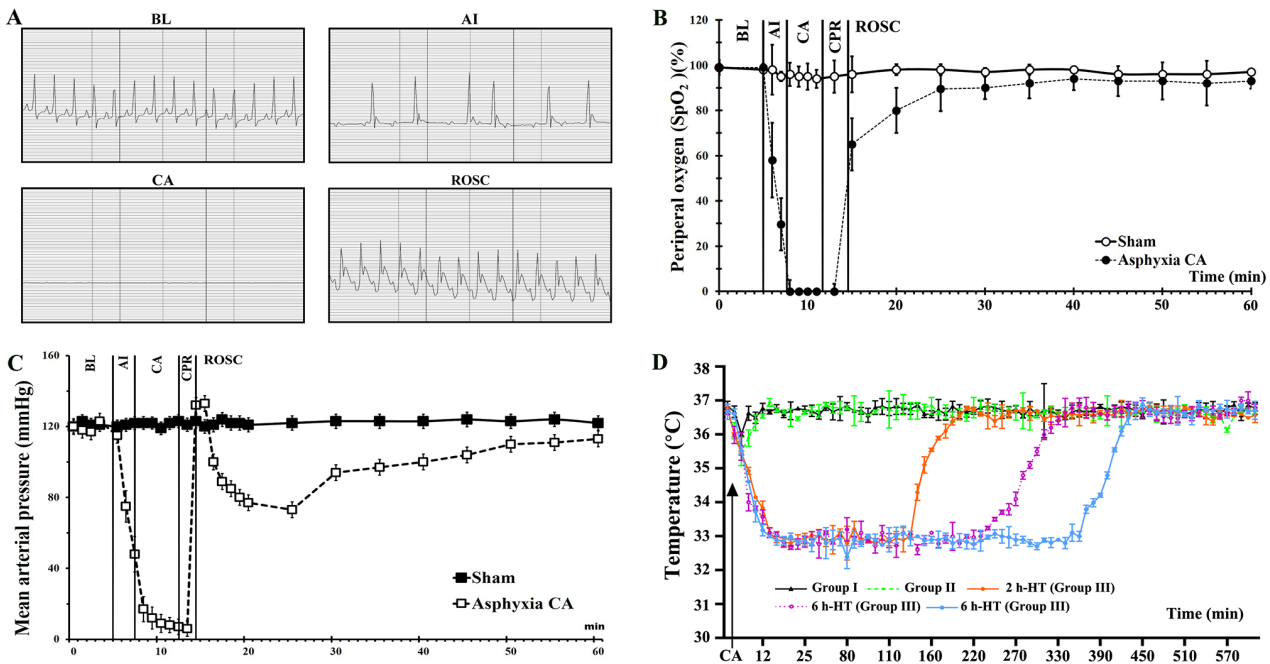 A
BL
AI
CA
ROSC
B
BL
AI
CA
CPR
ROSC
Periperal oxygen (SpO2 )(%)
120
100
80
60
40
20
0
Sham
Asphyxia CA
Time (min)
0
10
20
30
40
50
60
C
BL
AI
CA
CPR
ROSC
Mean arterial pressure (mmHg)
160
120
80
40
0
Sham
Asphyxia CA
min
0
10
20
30
40
50
60
D
Temperature (°C)
38
37
36
35
34
33
32
31
30
Group I
Group II
2 h-HT (Group III)
6 h-HT (Group III)
6 h-HT (Group III)
Time (min)
CA 12 25 80 110 160 220 270 330 390 450 510 570